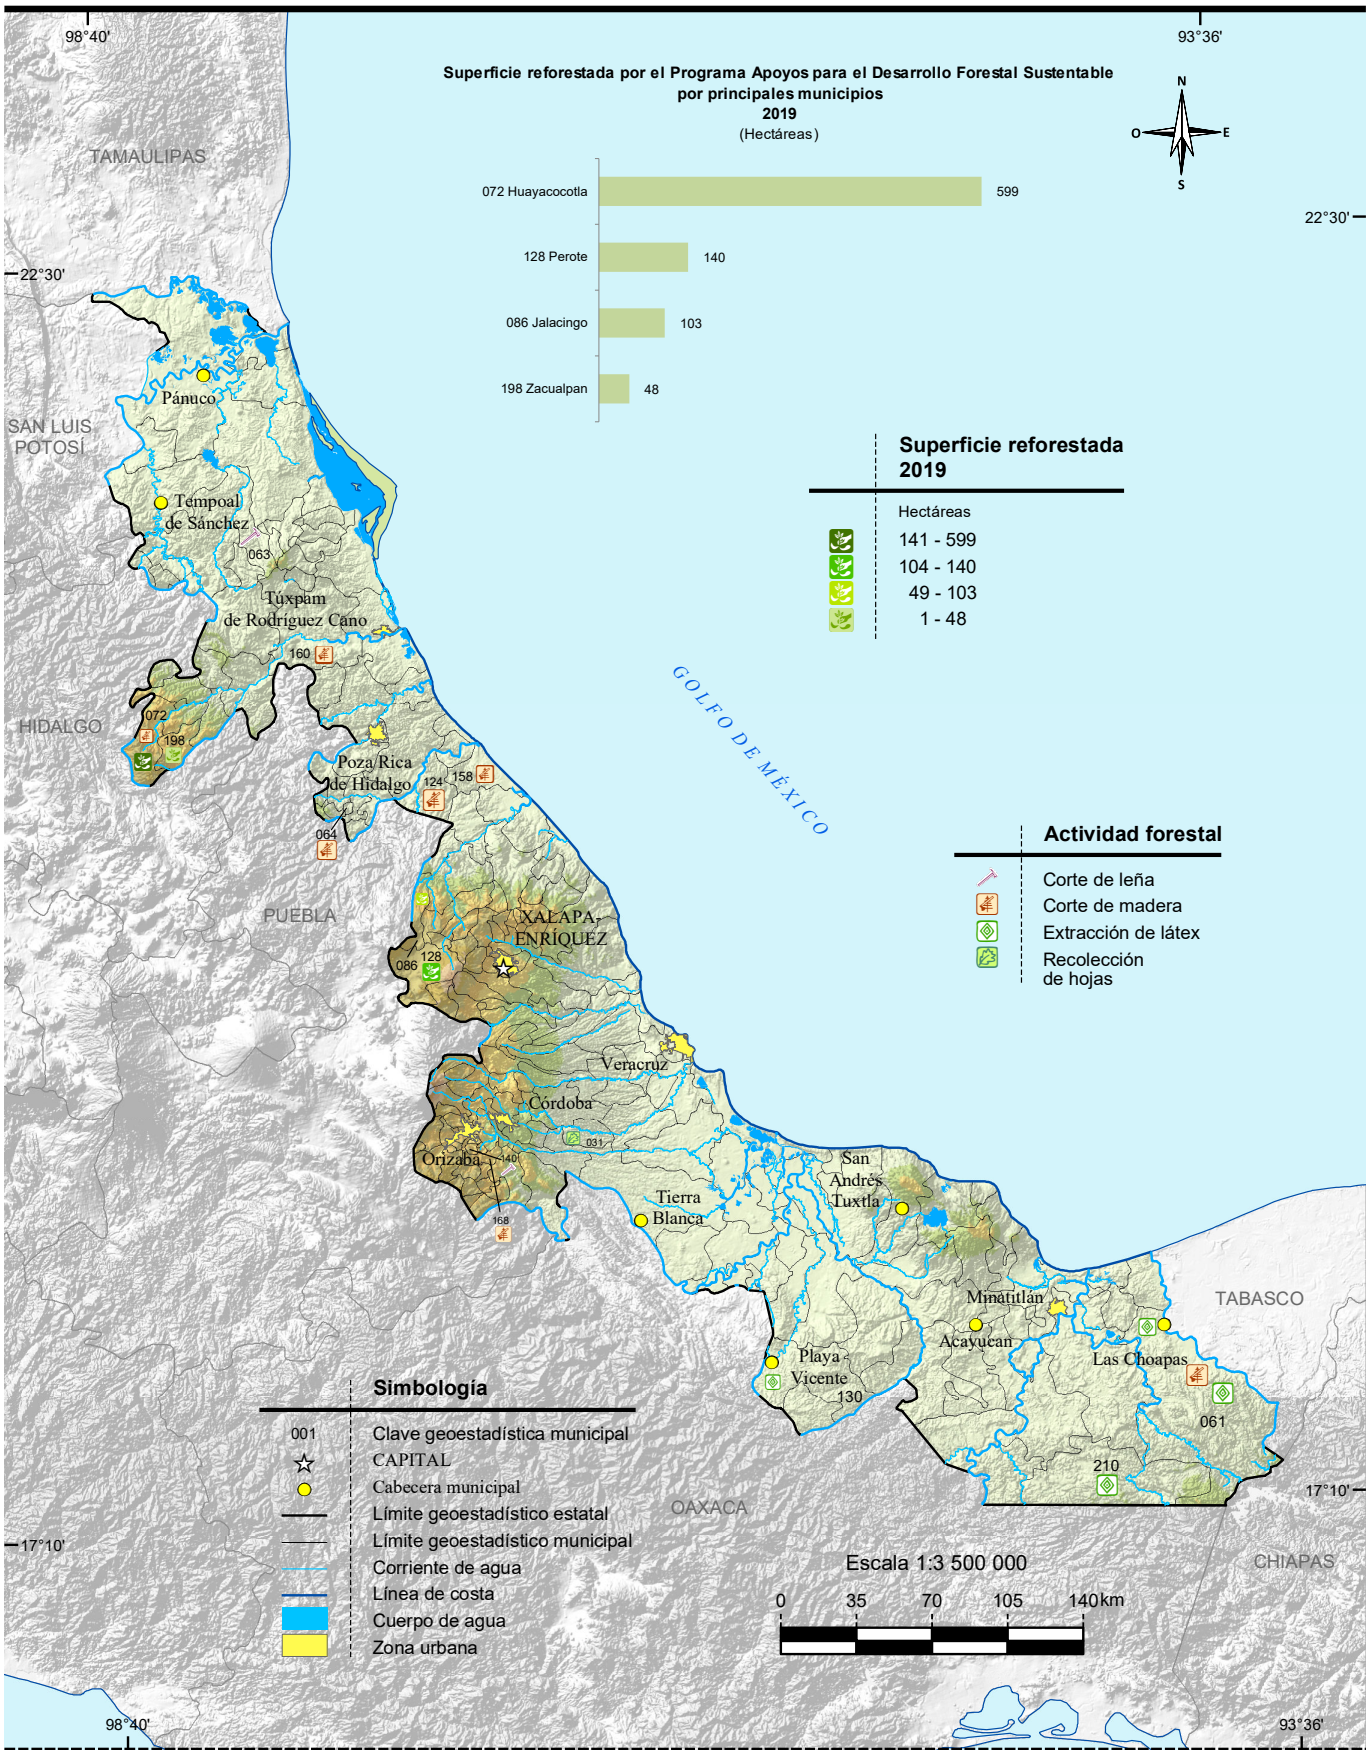 98°40'
93°36'
Superficie reforestada por el Programa Apoyos para el Desarrollo Forestal Sustentable
por principales municipios
2019
(Hectáreas)
N
O
E
S
072 Huayacocotla
599
128 Perote
140
086 Jalacingo
103
198 Zacualpan
48
22°30'
22°30'
TAMAULIPAS
SAN LUIS
POTOSÍ
Pánuco
Tempoal
de Sánchez
063
Túxpam
de Rodríguez Cano
160
HIDALGO
072
198
Poza Rica
de Hidalgo
124
158
064
PUEBLA
XALAPA-
ENRÍQUEZ
086
128
Veracruz
Córdoba
031
Orizaba
140
168
Tierra
Blanca
San
Andrés
Tuxtla
Minatitlán
Acayucan
Las Choapas
TABASCO
Playa
Vicente
130
061
210
OAXACA
CHIAPAS
GOLFO DE MÉXICO
Superficie reforestada
2019
Hectáreas
141 - 599
104 - 140
49 - 103
1 - 48
Actividad forestal
Corte de leña
Corte de madera
Extracción de látex
Recolección
de hojas
Simbología
001
Clave geoestadística municipal
CAPITAL
Cabecera municipal
Límite geoestadístico estatal
Límite geoestadístico municipal
Corriente de agua
Línea de costa
Cuerpo de agua
Zona urbana
17°10'
17°10'
Escala 1:3 500 000
0 35 70 105 140 km
98°40'
93°36'